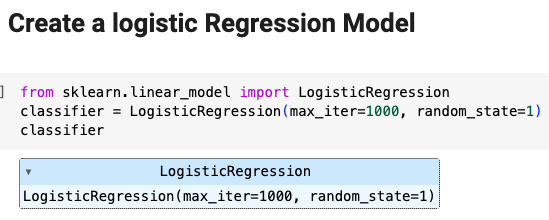 Create a logistic Regression Model
] from sklearn.linear_model import LogisticRegression
classifier = LogisticRegression(max_iter=1000, random_state=1)
classifier
▾ LogisticRegression
LogisticRegression(max_iter=1000, random_state=1)